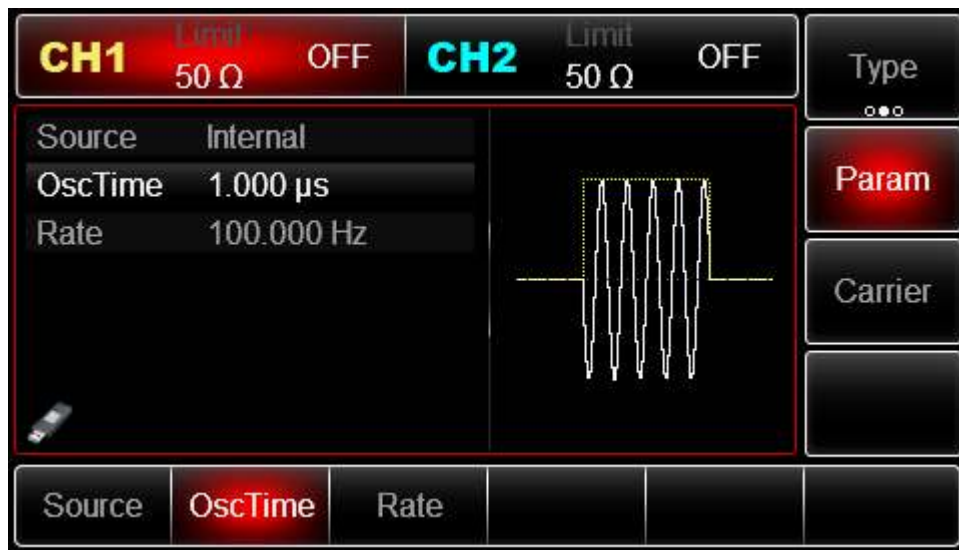 CH1 Limit 50 Ω OFF CH2 Limit 50 Ω OFF
Type
Source Internal
OscTime 1.000 µs
Param
Rate 100.000 Hz
Carrier
Source OscTime Rate